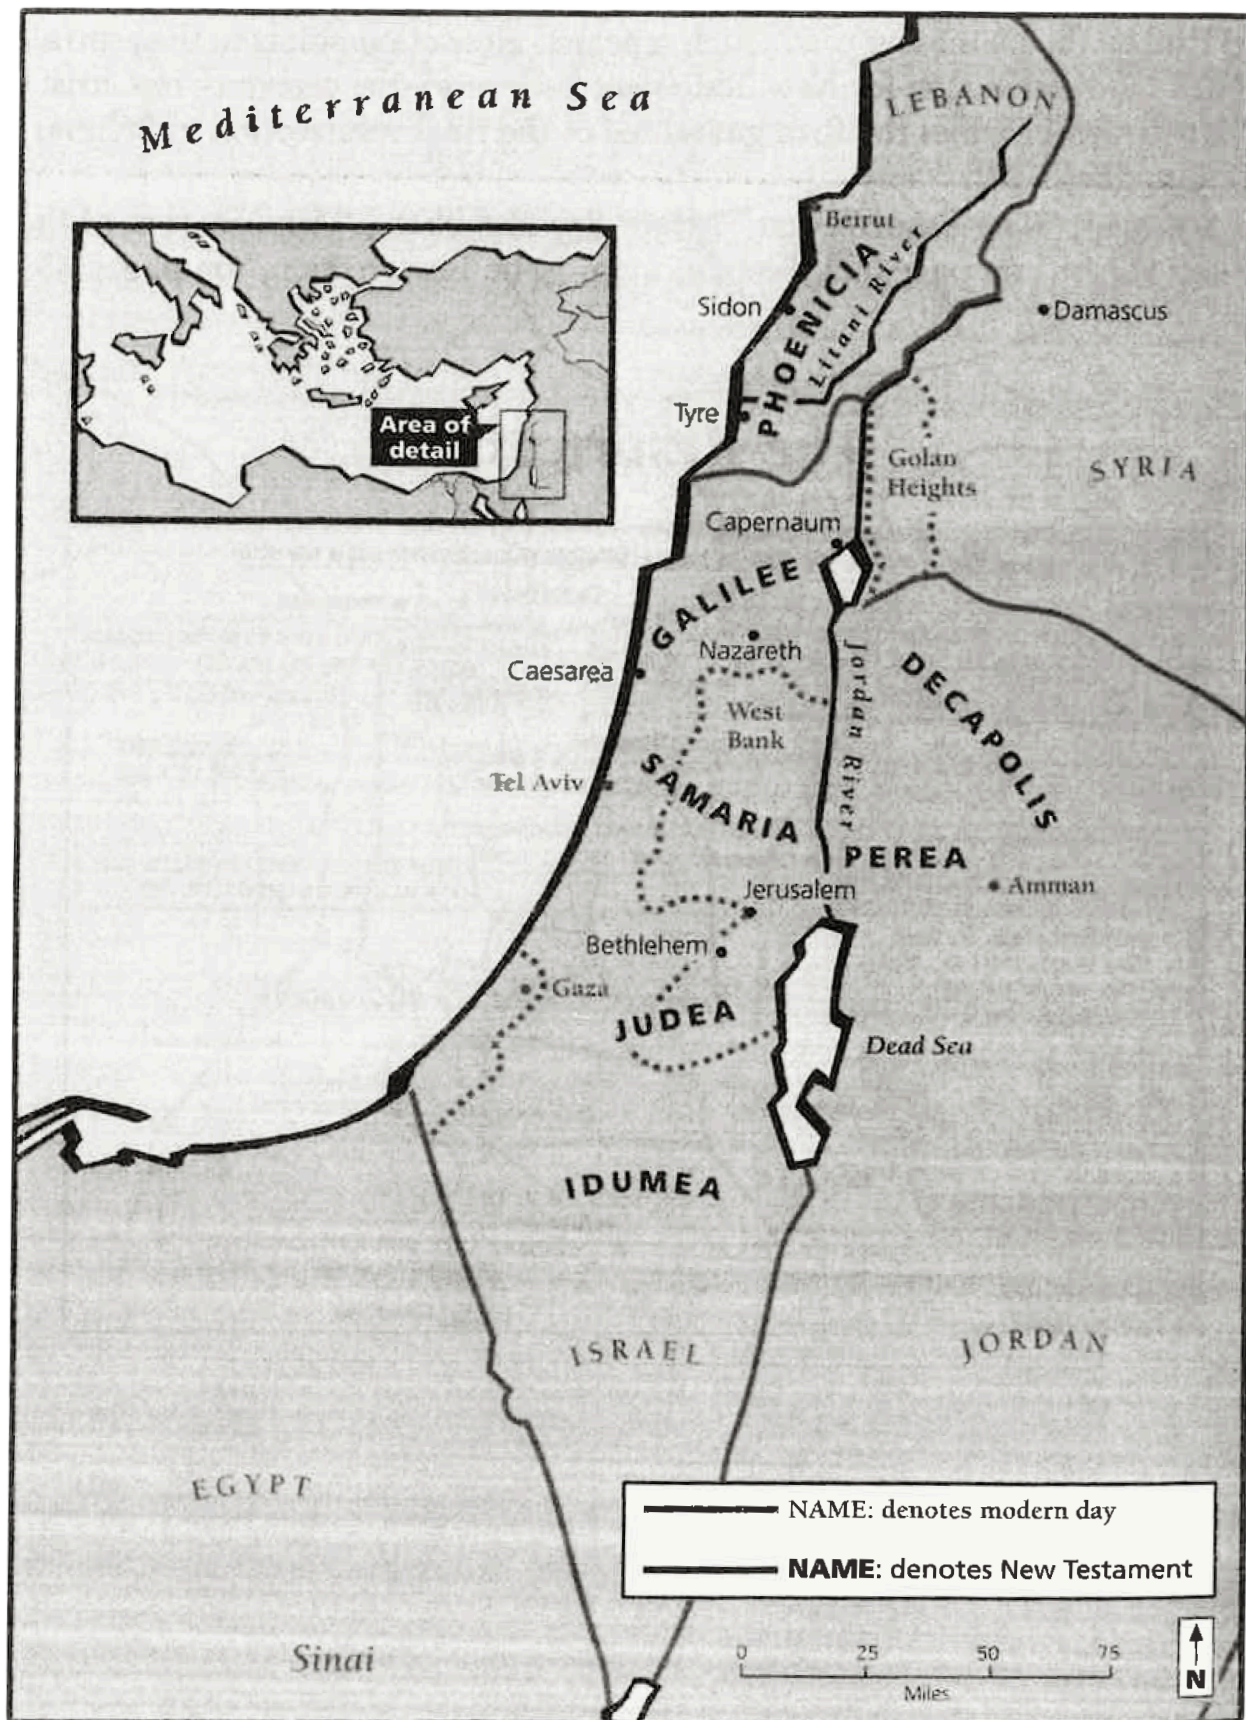 Mediterranean Sea
LEBANON
Beirut
PHOENICIA
Litani River
Sidon
Damascus
Tyre
Area of
detail
Golan
Heights
SYRIA
Capernaum
GALILEE
Nazareth
Caesarea
Jordan River
DECAPOLIS
West
Bank
Tel Aviv
SAMARIA
PEREA
Jerusalem
Amman
Bethlehem
Gaza
JUDEA
Dead Sea
IDUMEA
ISRAEL
JORDAN
EGYPT
NAME: denotes modern day
NAME: denotes New Testament
Sinai
0 25 50 75
Miles
N